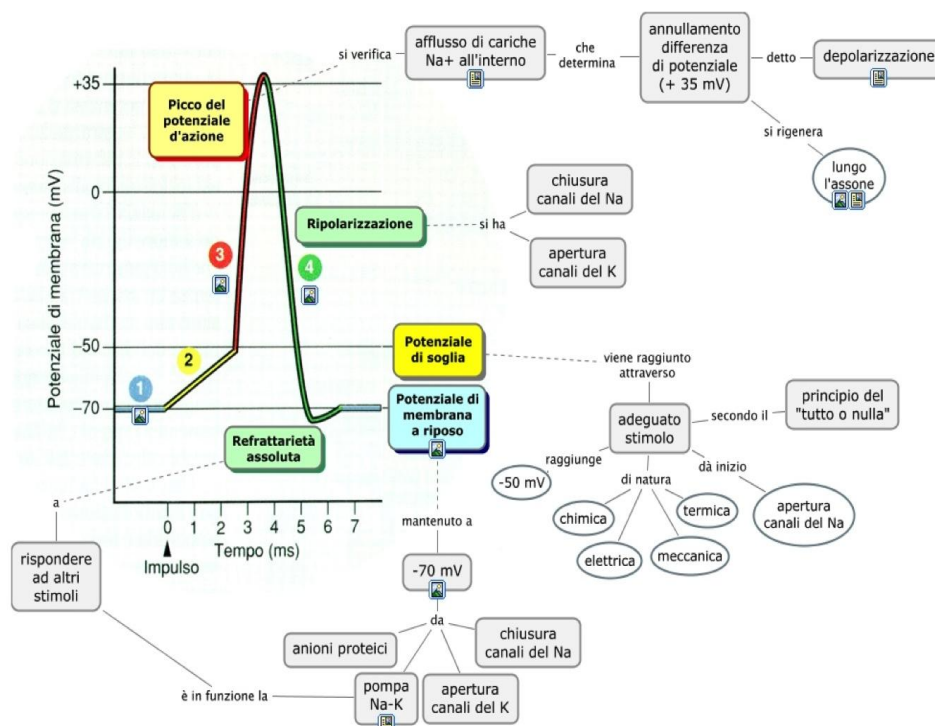 si verifica
afflusso di cariche
Na+ all'interno
che
determina
annullamento
differenza
di potenziale
(+ 35 mV)
detto
depolarizzazione
si rigenera
lungo
l'assone
Potenziale di membrana (mV)
+35
0
−50
−70
Picco del
potenziale
d'azione
3
4
2
1
Ripolarizzazione
si ha
chiusura
canali del Na
apertura
canali del K
Potenziale
di soglia
viene raggiunto
attraverso
adeguato
stimolo
secondo il
principio del
"tutto o nulla"
raggiunge
-50 mV
di natura
chimica
elettrica
meccanica
termica
dà inizio
apertura
canali del Na
Potenziale di
membrana
a riposo
Refrattarietà
assoluta
0 1 2 3 4 5 6 7
Tempo (ms)
Impulso
a
rispondere
ad altri
stimoli
è in funzione la
mantenuto a
-70 mV
da
anioni proteici
pompa
Na-K
apertura
canali del K
chiusura
canali del Na